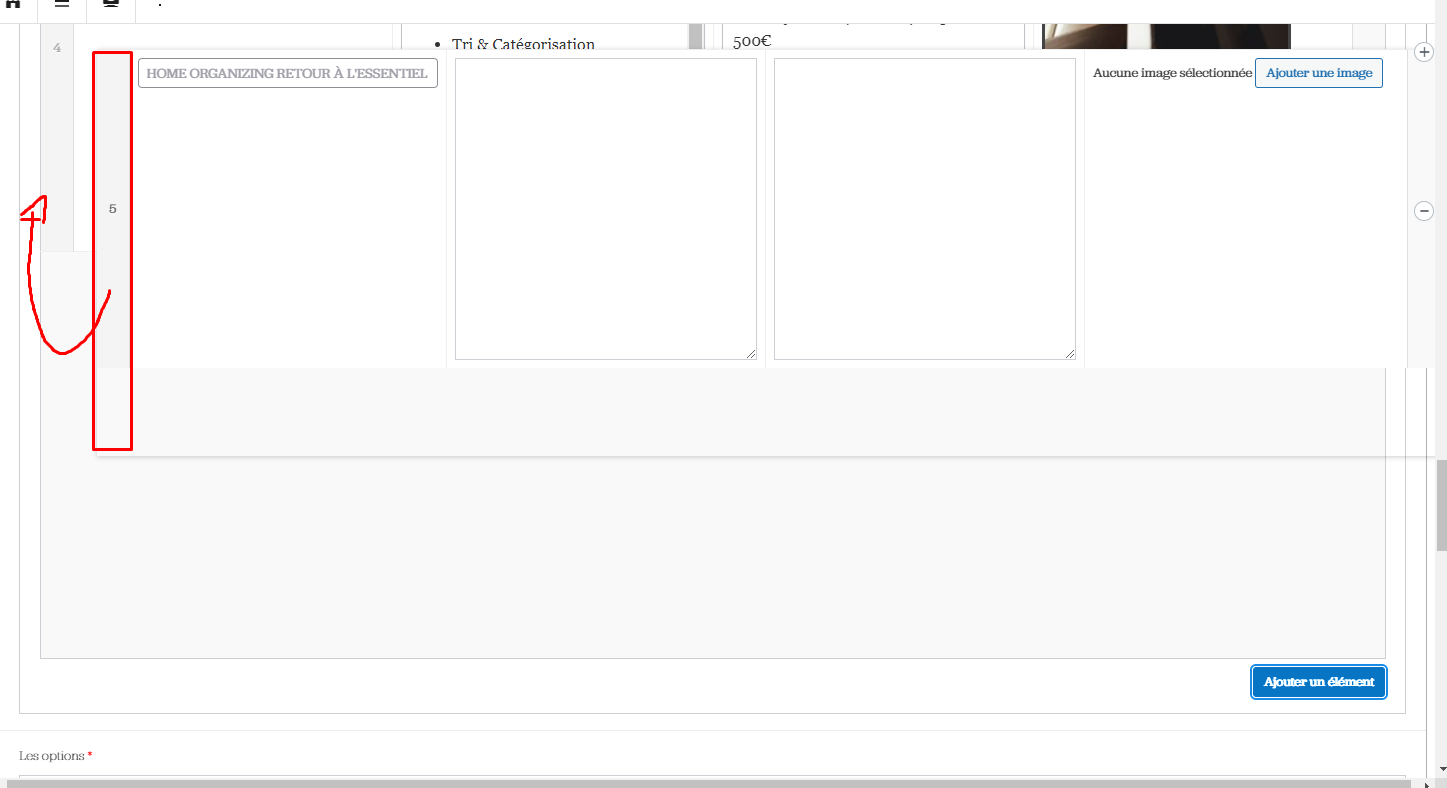 4
Tri & Catégorisation
500€
HOME ORGANIZING RETOUR À L'ESSENTIEL
Aucune image sélectionnée
Ajouter une image
5
Ajouter un élément
Les options *